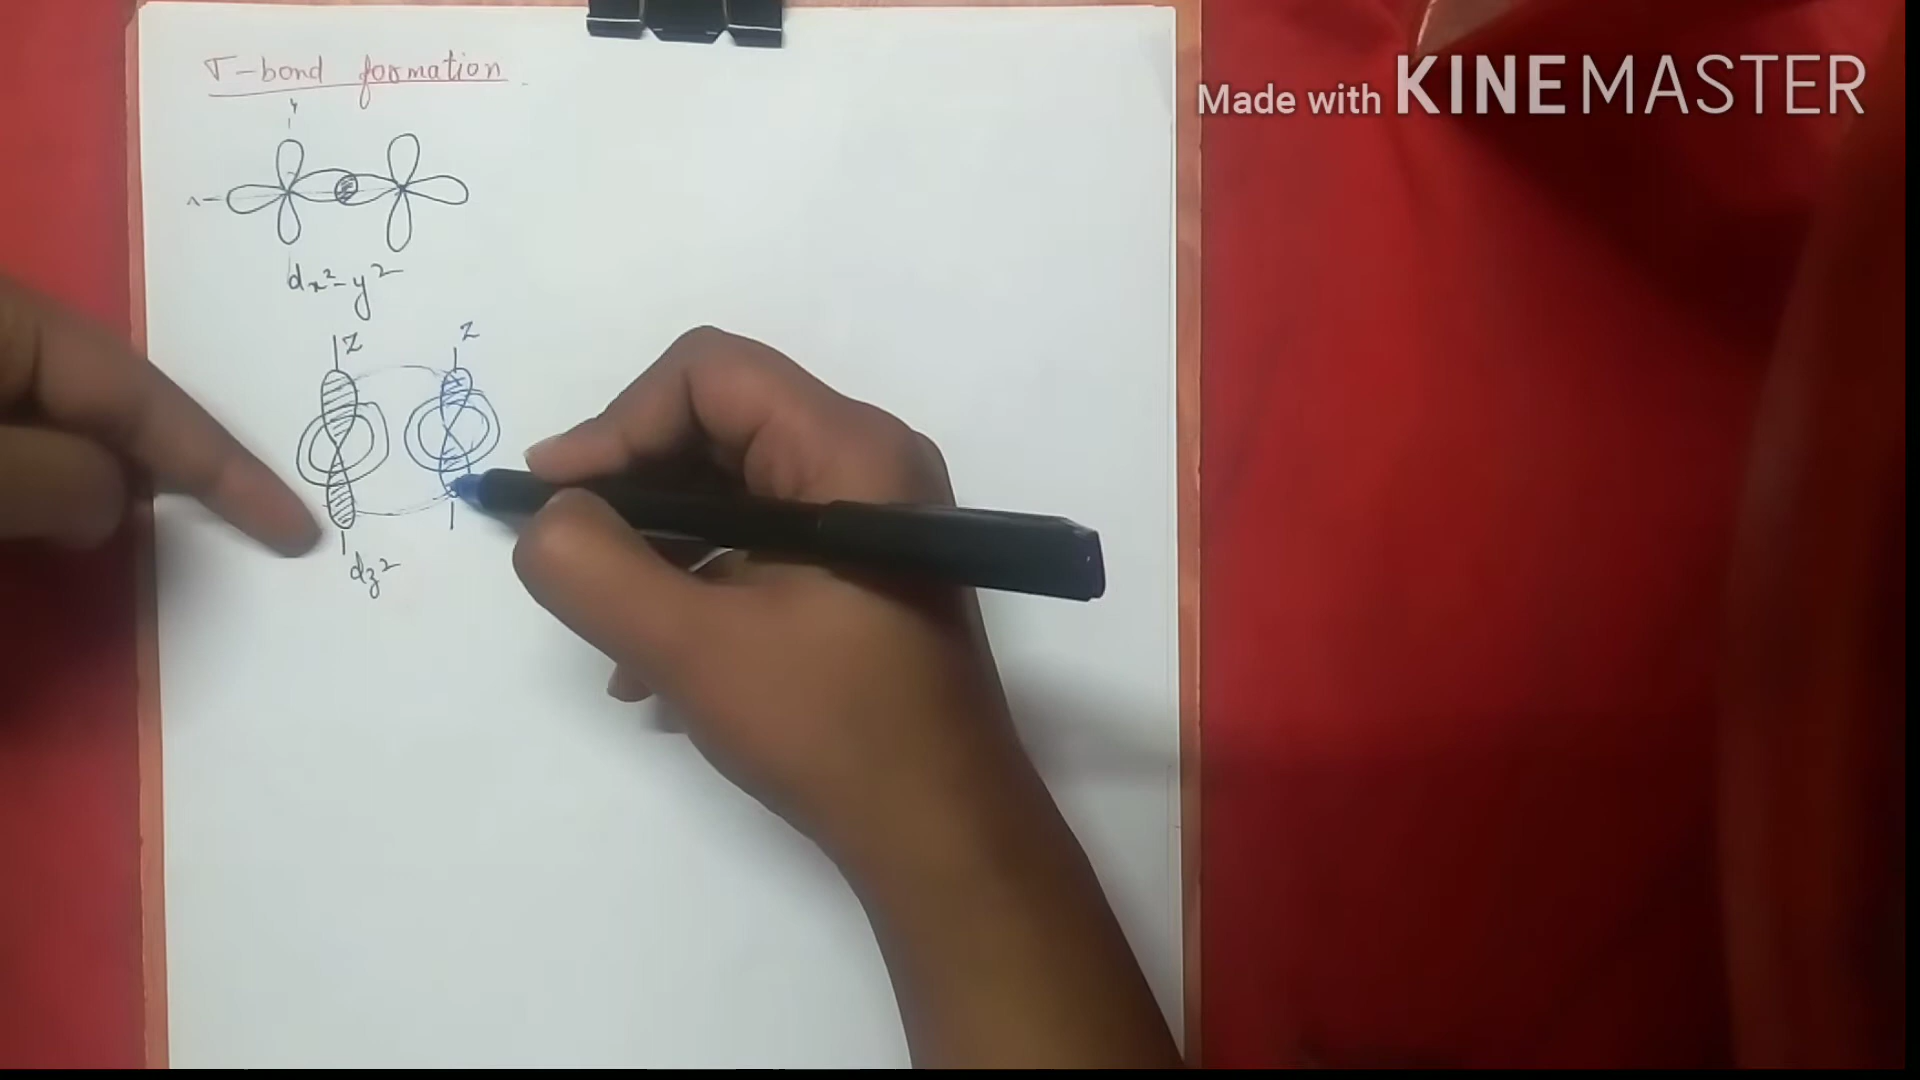 Made with KINEMASTER
σ-bond formation
y
x
dx²-y²
z z
dz²